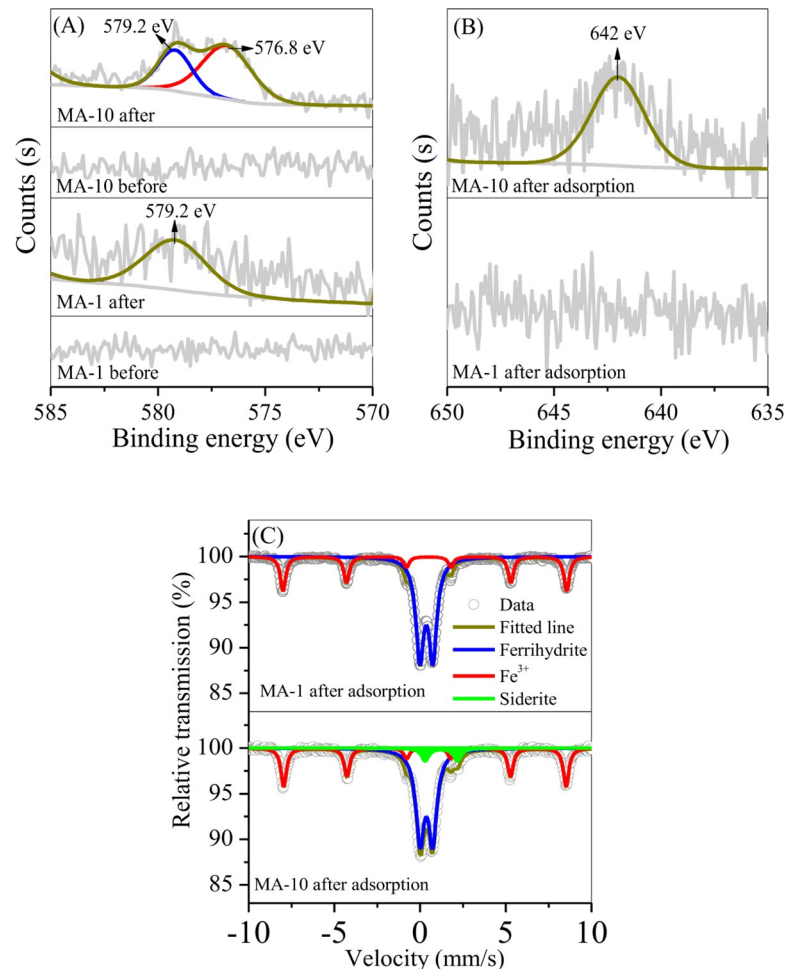 (A)
579.2 eV
576.8 eV
MA-10 after
MA-10 before
579.2 eV
MA-1 after
MA-1 before
Counts (s)
585 580 575 570
Binding energy (eV)
(B)
642 eV
MA-10 after adsorption
MA-1 after adsorption
Counts (s)
650 645 640 635
Binding energy (eV)
(C)
100
95
90
85
Data
Fitted line
Ferrihydrite
Fe³⁺
Siderite
MA-1 after adsorption
100
95
90
85
MA-10 after adsorption
Relative transmission (%)
-10 -5 0 5 10
Velocity (mm/s)